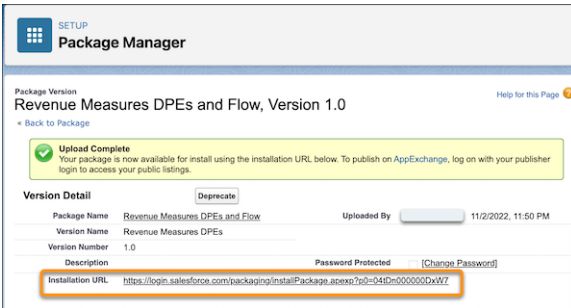 SETUP
Package Manager
Package Version
Revenue Measures DPEs and Flow, Version 1.0
Help for this Page
« Back to Package
Upload Complete
Your package is now available for install using the installation URL below. To publish on AppExchange, log on with your publisher
login to access your public listings.
Version Detail
Deprecate
Package Name Revenue Measures DPEs and Flow Uploaded By 11/2/2022, 11:50 PM
Version Name Revenue Measures DPEs
Version Number 1.0
Description Password Protected [Change Password]
Installation URL https://login.salesforce.com/packaging/installPackage.apexp?p0=04tDn000000DxW7